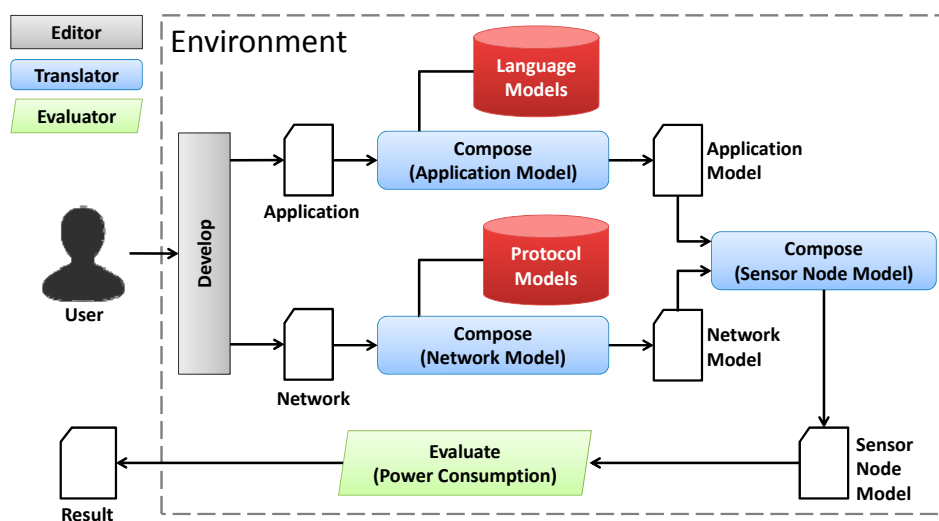 Editor
Translator
Evaluator
Environment
Language
Models
Compose
(Application Model)
Application
Application
Model
Develop
User
Protocol
Models
Compose
(Sensor Node Model)
Compose
(Network Model)
Network
Network
Model
Evaluate
(Power Consumption)
Sensor
Node
Model
Result